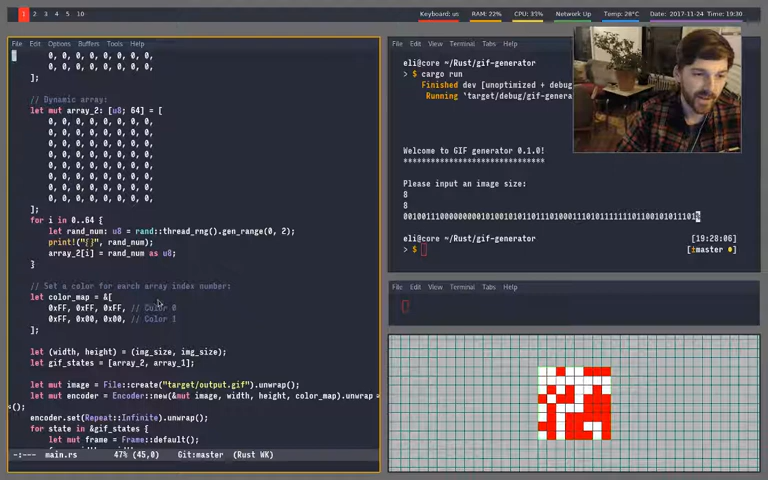 1 2 3 4 5 10
Keyboard: us RAM: 22% CPU: 31% Network Up Temp: 28°C Date: 2017-11-24 Time: 19:30
File Edit Options Buffers Tools Help
0, 0, 0, 0, 0, 0, 0, 0,
0, 0, 0, 0, 0, 0, 0, 0,
];
// Dynamic array:
let mut array_2: [u8; 64] = [
0, 0, 0, 0, 0, 0, 0, 0,
0, 0, 0, 0, 0, 0, 0, 0,
0, 0, 0, 0, 0, 0, 0, 0,
0, 0, 0, 0, 0, 0, 0, 0,
0, 0, 0, 0, 0, 0, 0, 0,
0, 0, 0, 0, 0, 0, 0, 0,
0, 0, 0, 0, 0, 0, 0, 0,
0, 0, 0, 0, 0, 0, 0, 0,
];
for i in 0..64 {
let rand_num: u8 = rand::thread_rng().gen_range(0, 2);
print!("{}", rand_num);
array_2[i] = rand_num as u8;
}
// Set a color for earch array index number:
let color_map = &[
0xFF, 0xFF, 0xFF, // Color 0
0xFF, 0x00, 0x00, // Color 1
];
let (width, height) = (img_size, img_size);
let gif_states = [array_2, array_1];
let mut image = File::create("target/output.gif").unwrap();
let mut encoder = Encoder::new(&mut image, width, height, color_map).unwrap
();
encoder.set(Repeat::Infinite).unwrap();
for state in &gif_states {
let mut frame = Frame::default();
-:--- main.rs 47% (45,0) Git:master (Rust WK)
File Edit View Terminal Tabs Help
eli@core ~/Rust/gif-generator
> $ cargo run
Finished dev [unoptimized + debug
Running `target/debug/gif-genera
Welcome to GIF generator 0.1.0!
*******************************
Please input an image size:
8
8
eli@core ~/Rust/gif-generator [19:28:06]
> $ [±master ●]
File Edit View Terminal Tabs Help